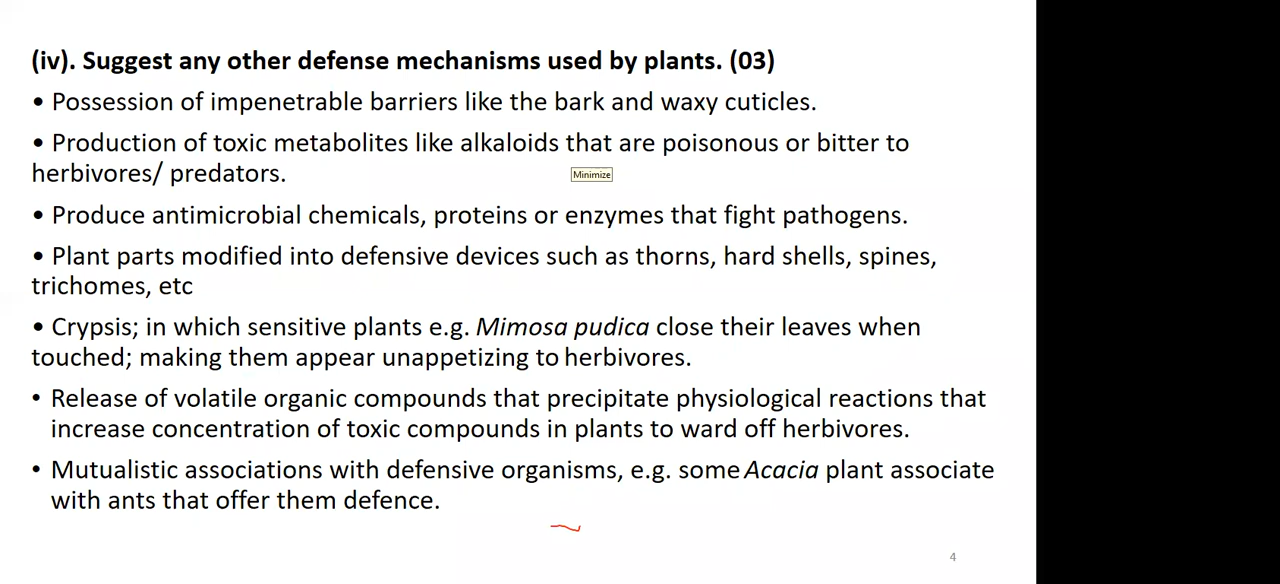 (iv). Suggest any other defense mechanisms used by plants. (03)
• Possession of impenetrable barriers like the bark and waxy cuticles.
• Production of toxic metabolites like alkaloids that are poisonous or bitter to
herbivores/ predators.
Minimize
• Produce antimicrobial chemicals, proteins or enzymes that fight pathogens.
• Plant parts modified into defensive devices such as thorns, hard shells, spines,
trichomes, etc
• Crypsis; in which sensitive plants e.g. Mimosa pudica close their leaves when
touched; making them appear unappetizing to herbivores.
• Release of volatile organic compounds that precipitate physiological reactions that
increase concentration of toxic compounds in plants to ward off herbivores.
• Mutualistic associations with defensive organisms, e.g. some Acacia plant associate
with ants that offer them defence.
4